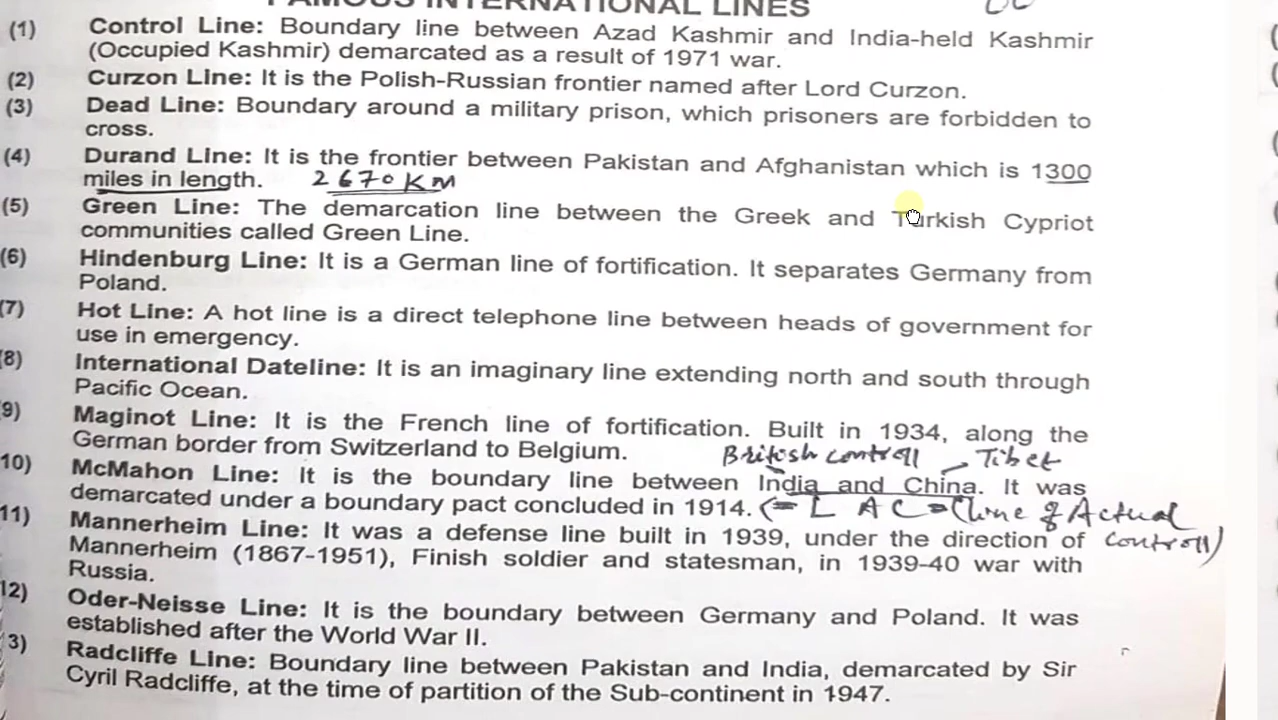 FAMOUS INTERNATIONAL LINES
(1) Control Line: Boundary line between Azad Kashmir and India-held Kashmir
(Occupied Kashmir) demarcated as a result of 1971 war.
(2) Curzon Line: It is the Polish-Russian frontier named after Lord Curzon.
(3) Dead Line: Boundary around a military prison, which prisoners are forbidden to
cross.
(4) Durand Line: It is the frontier between Pakistan and Afghanistan which is 1300
miles in length. 2670 KM
(5) Green Line: The demarcation line between the Greek and Turkish Cypriot
communities called Green Line.
(6) Hindenburg Line: It is a German line of fortification. It separates Germany from
Poland.
(7) Hot Line: A hot line is a direct telephone line between heads of government for
use in emergency.
8) International Dateline: It is an imaginary line extending north and south through
Pacific Ocean.
9) Maginot Line: It is the French line of fortification. Built in 1934, along the
German border from Switzerland to Belgium. British controll - Tibet
10) McMahon Line: It is the boundary line between India and China. It was
demarcated under a boundary pact concluded in 1914. (= LAC = (line of Actual
11) Mannerheim Line: It was a defense line built in 1939, under the direction of controll)
Mannerheim (1867-1951), Finish soldier and statesman, in 1939-40 war with
Russia.
12) Oder-Neisse Line: It is the boundary between Germany and Poland. It was
established after the World War II.
3) Radcliffe Line: Boundary line between Pakistan and India, demarcated by Sir
Cyril Radcliffe, at the time of partition of the Sub-continent in 1947.